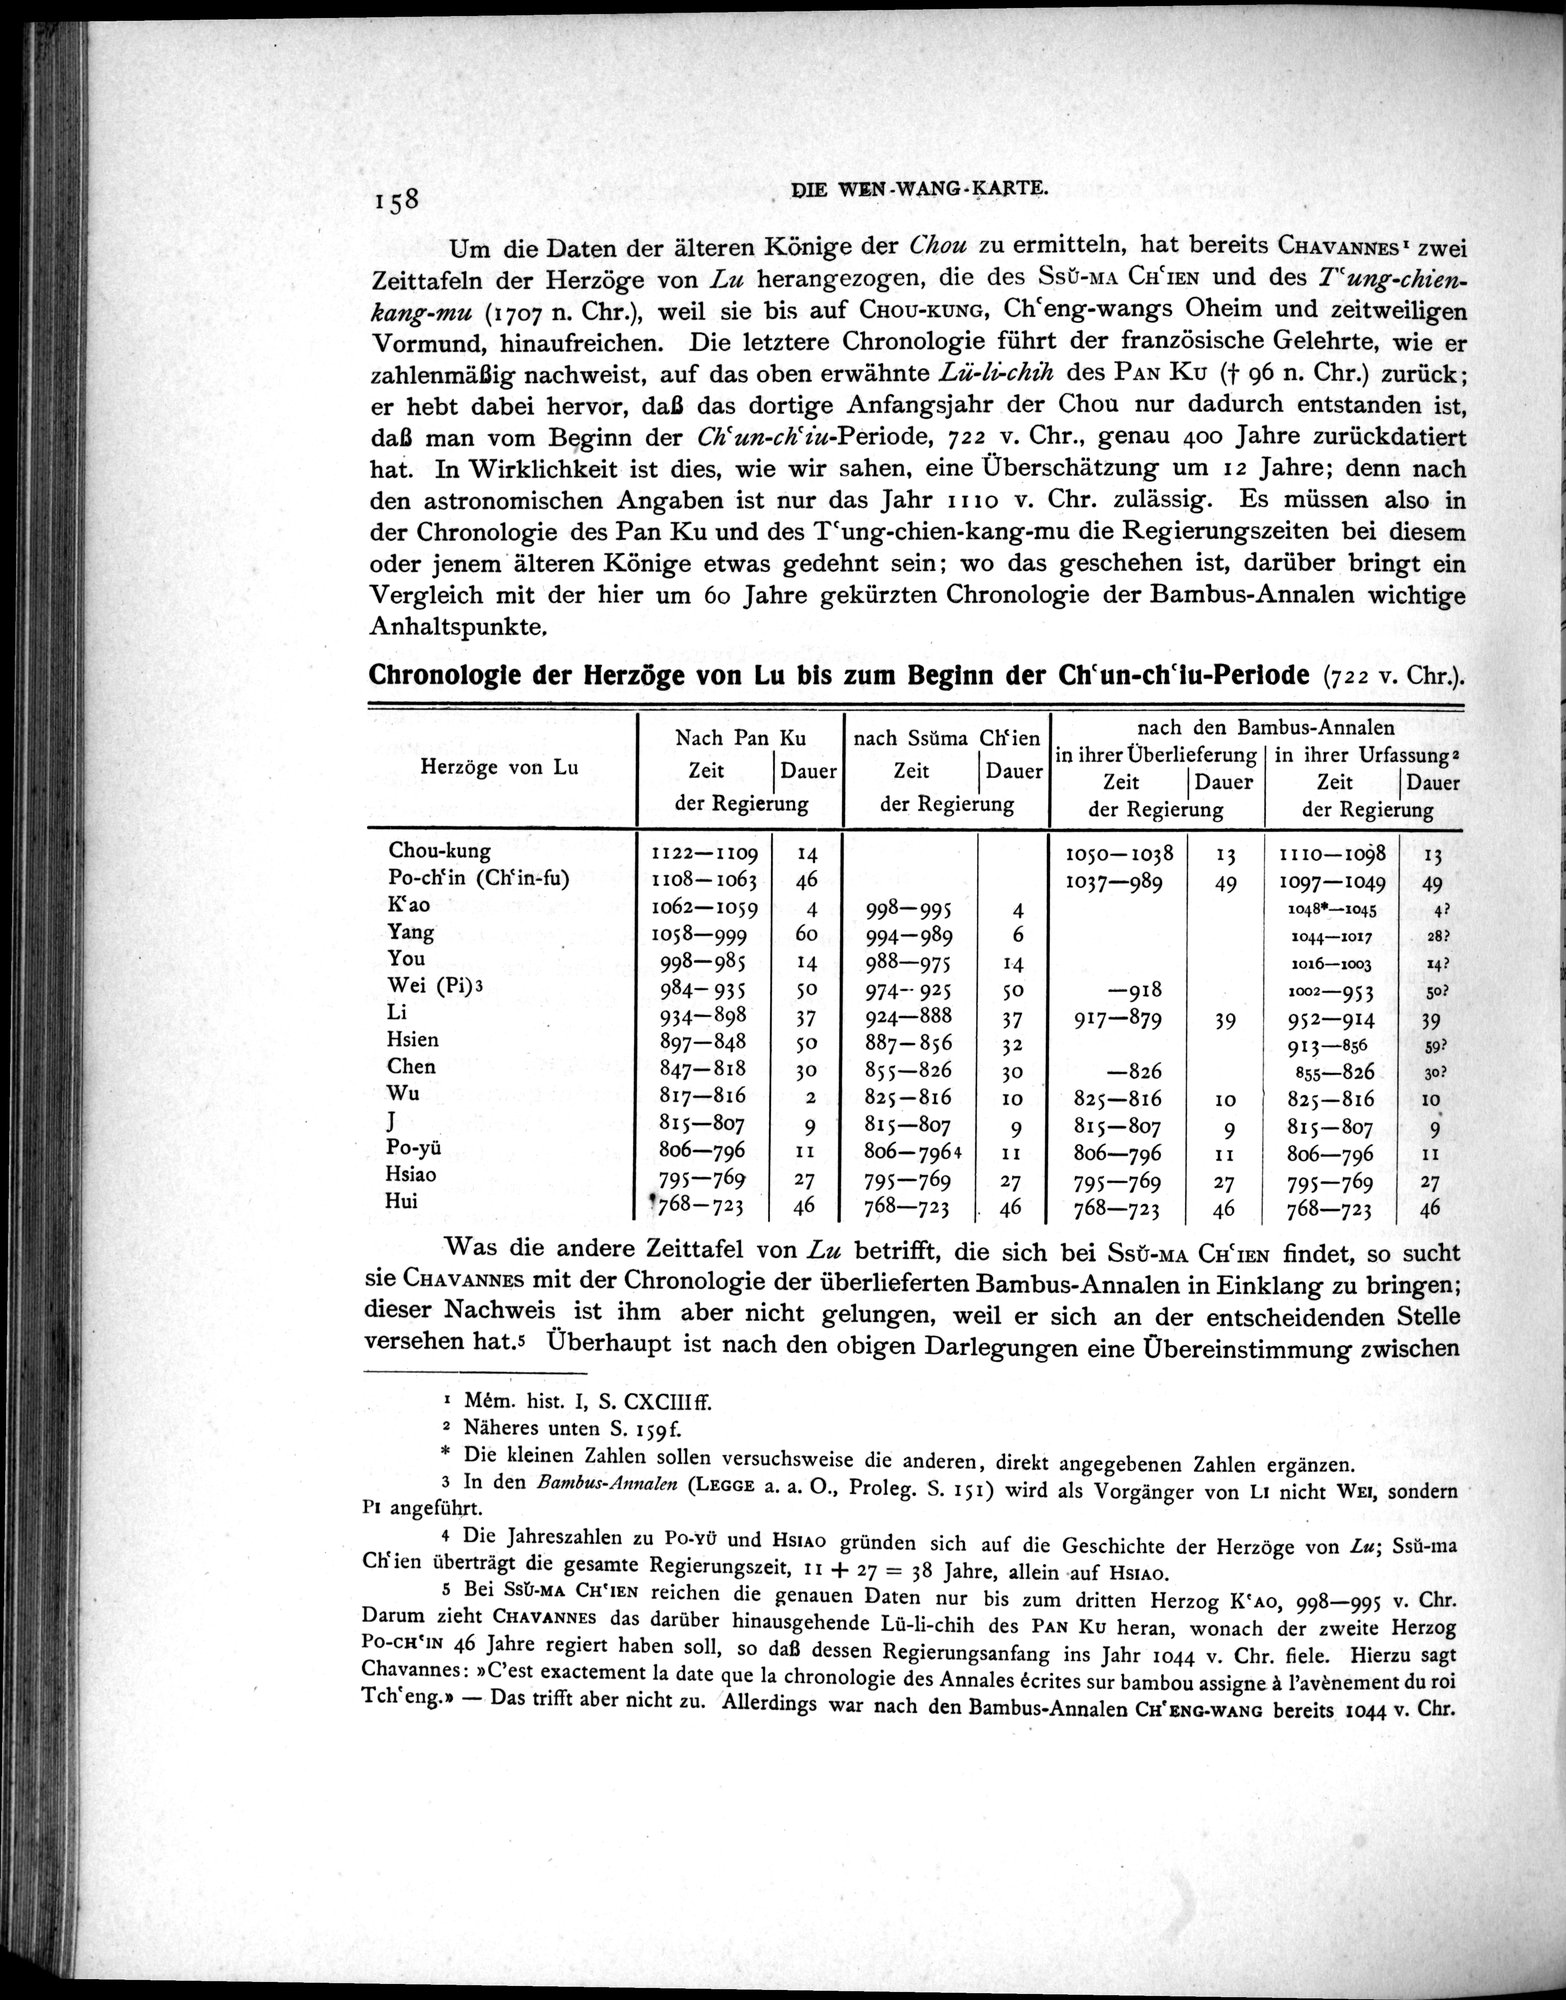 158
DIE WEN-WANG-KARTE.
Um die Daten der älteren Könige der Chou zu ermitteln, hat bereits CHAVANNES¹ zwei
Zeittafeln der Herzöge von Lu herangezogen, die des SSŬ-MA CHʿIEN und des Tʿung-chien-
kang-mu (1707 n. Chr.), weil sie bis auf CHOU-KUNG, Chʿeng-wangs Oheim und zeitweiligen
Vormund, hinaufreichen. Die letztere Chronologie führt der französische Gelehrte, wie er
zahlenmäßig nachweist, auf das oben erwähnte Lü-li-chih des PAN KU († 96 n. Chr.) zurück;
er hebt dabei hervor, daß das dortige Anfangsjahr der Chou nur dadurch entstanden ist,
daß man vom Beginn der Chʿun-chʿiu-Periode, 722 v. Chr., genau 400 Jahre zurückdatiert
hat. In Wirklichkeit ist dies, wie wir sahen, eine Überschätzung um 12 Jahre; denn nach
den astronomischen Angaben ist nur das Jahr 1110 v. Chr. zulässig. Es müssen also in
der Chronologie des Pan Ku und des Tʿung-chien-kang-mu die Regierungszeiten bei diesem
oder jenem älteren Könige etwas gedehnt sein; wo das geschehen ist, darüber bringt ein
Vergleich mit der hier um 60 Jahre gekürzten Chronologie der Bambus-Annalen wichtige
Anhaltspunkte.
Chronologie der Herzöge von Lu bis zum Beginn der Chʿun-chʿiu-Periode (722 v. Chr.).
Herzöge von Lu | Nach Pan Ku | nach Ssŭma Chʿien | nach den Bambus-Annalen
in ihrer Überlieferung | in ihrer Urfassung²
Zeit | Dauer | Zeit | Dauer | Zeit | Dauer | Zeit | Dauer
der Regierung | der Regierung | der Regierung | der Regierung
Chou-kung | 1122—1109 | 14 | | | 1050—1038 | 13 | 1110—1098 | 13
Po-chʿin (Chʿin-fu) | 1108—1063 | 46 | | | 1037—989 | 49 | 1097—1049 | 49
Kʿao | 1062—1059 | 4 | 998—995 | 4 | | | 1048*—1045 | 4?
Yang | 1058—999 | 60 | 994—989 | 6 | | | 1044—1017 | 28?
You | 998—985 | 14 | 988—975 | 14 | | | 1016—1003 | 14?
Wei (Pi)³ | 984—935 | 50 | 974—925 | 50 | —918 | | 1002—953 | 50?
Li | 934—898 | 37 | 924—888 | 37 | 917—879 | 39 | 952—914 | 39
Hsien | 897—848 | 50 | 887—856 | 32 | | | 913—856 | 59?
Chen | 847—818 | 30 | 855—826 | 30 | —826 | | 855—826 | 30?
Wu | 817—816 | 2 | 825—816 | 10 | 825—816 | 10 | 825—816 | 10
J | 815—807 | 9 | 815—807 | 9 | 815—807 | 9 | 815—807 | 9
Po-yü | 806—796 | 11 | 806—796⁴ | 11 | 806—796 | 11 | 806—796 | 11
Hsiao | 795—769 | 27 | 795—769 | 27 | 795—769 | 27 | 795—769 | 27
Hui | 768—723 | 46 | 768—723 | 46 | 768—723 | 46 | 768—723 | 46
Was die andere Zeittafel von Lu betrifft, die sich bei SSŬ-MA CHʿIEN findet, so sucht
sie CHAVANNES mit der Chronologie der überlieferten Bambus-Annalen in Einklang zu bringen;
dieser Nachweis ist ihm aber nicht gelungen, weil er sich an der entscheidenden Stelle
versehen hat.⁵ Überhaupt ist nach den obigen Darlegungen eine Übereinstimmung zwischen
¹ Mém. hist. I, S. CXCIII ff.
² Näheres unten S. 159f.
* Die kleinen Zahlen sollen versuchsweise die anderen, direkt angegebenen Zahlen ergänzen.
³ In den Bambus-Annalen (LEGGE a. a. O., Proleg. S. 151) wird als Vorgänger von LI nicht WEI, sondern
PI angeführt.
⁴ Die Jahreszahlen zu PO-YÜ und HSIAO gründen sich auf die Geschichte der Herzöge von Lu; Ssŭ-ma
Chʿien überträgt die gesamte Regierungszeit, 11 + 27 = 38 Jahre, allein auf HSIAO.
⁵ Bei SSŬ-MA CHʿIEN reichen die genauen Daten nur bis zum dritten Herzog KʿAO, 998—995 v. Chr.
Darum zieht CHAVANNES das darüber hinausgehende Lü-li-chih des PAN KU heran, wonach der zweite Herzog
PO-CHʿIN 46 Jahre regiert haben soll, so daß dessen Regierungsanfang ins Jahr 1044 v. Chr. fiele. Hierzu sagt
Chavannes: »C'est exactement la date que la chronologie des Annales écrites sur bambou assigne à l'avènement du roi
Tchʿeng.» — Das trifft aber nicht zu. Allerdings war nach den Bambus-Annalen CHʿENG-WANG bereits 1044 v. Chr.